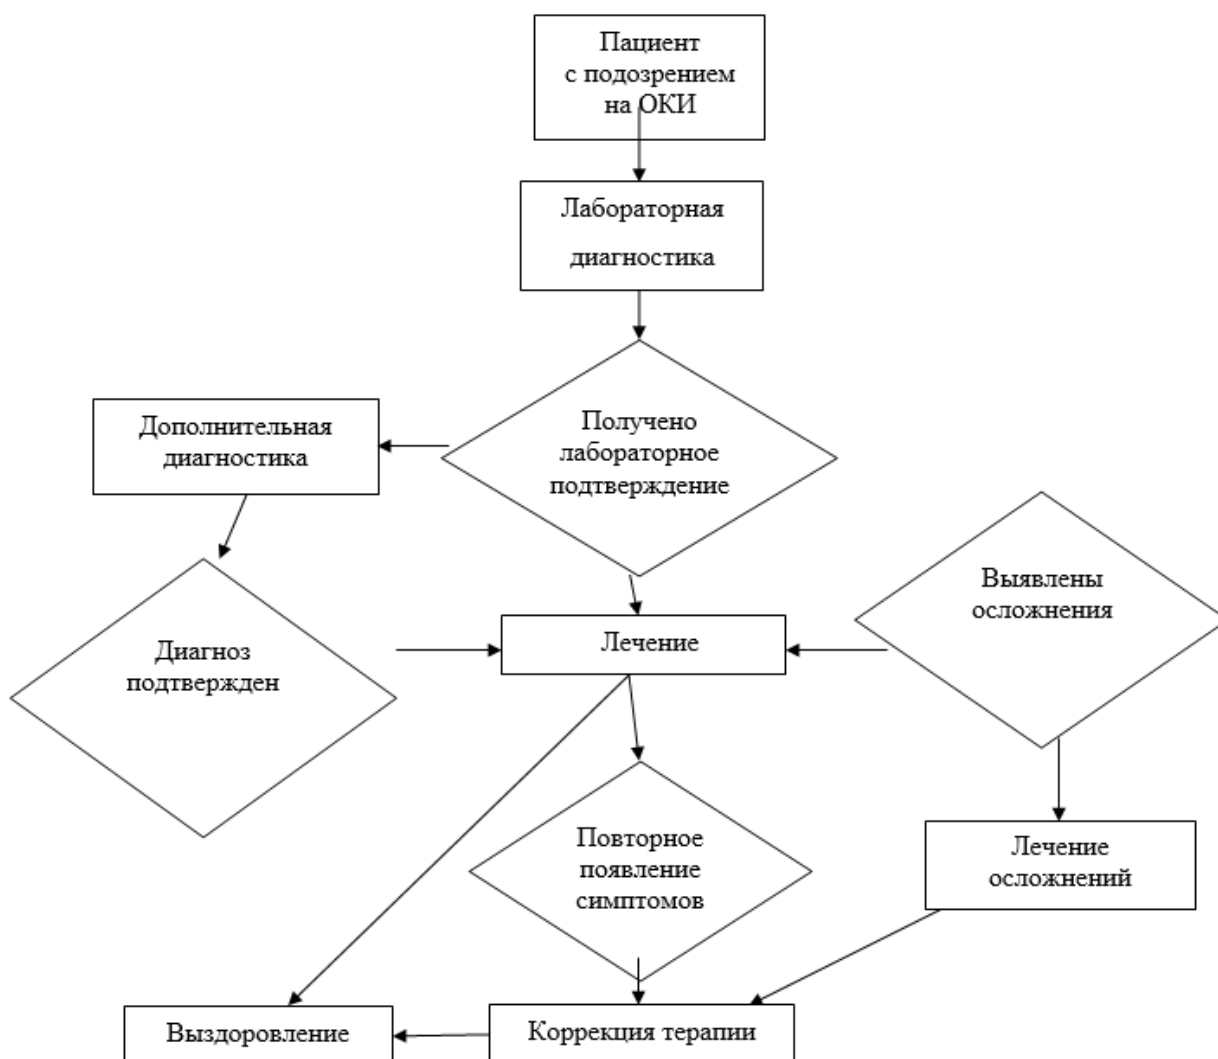 Пациент
с подозрением
на ОКИ
Лабораторная
диагностика
Получено
лабораторное
подтверждение
Дополнительная
диагностика
Выявлены
осложнения
Диагноз
подтвержден
Лечение
Повторное
появление
симптомов
Лечение
осложнений
Выздоровление
Коррекция терапии